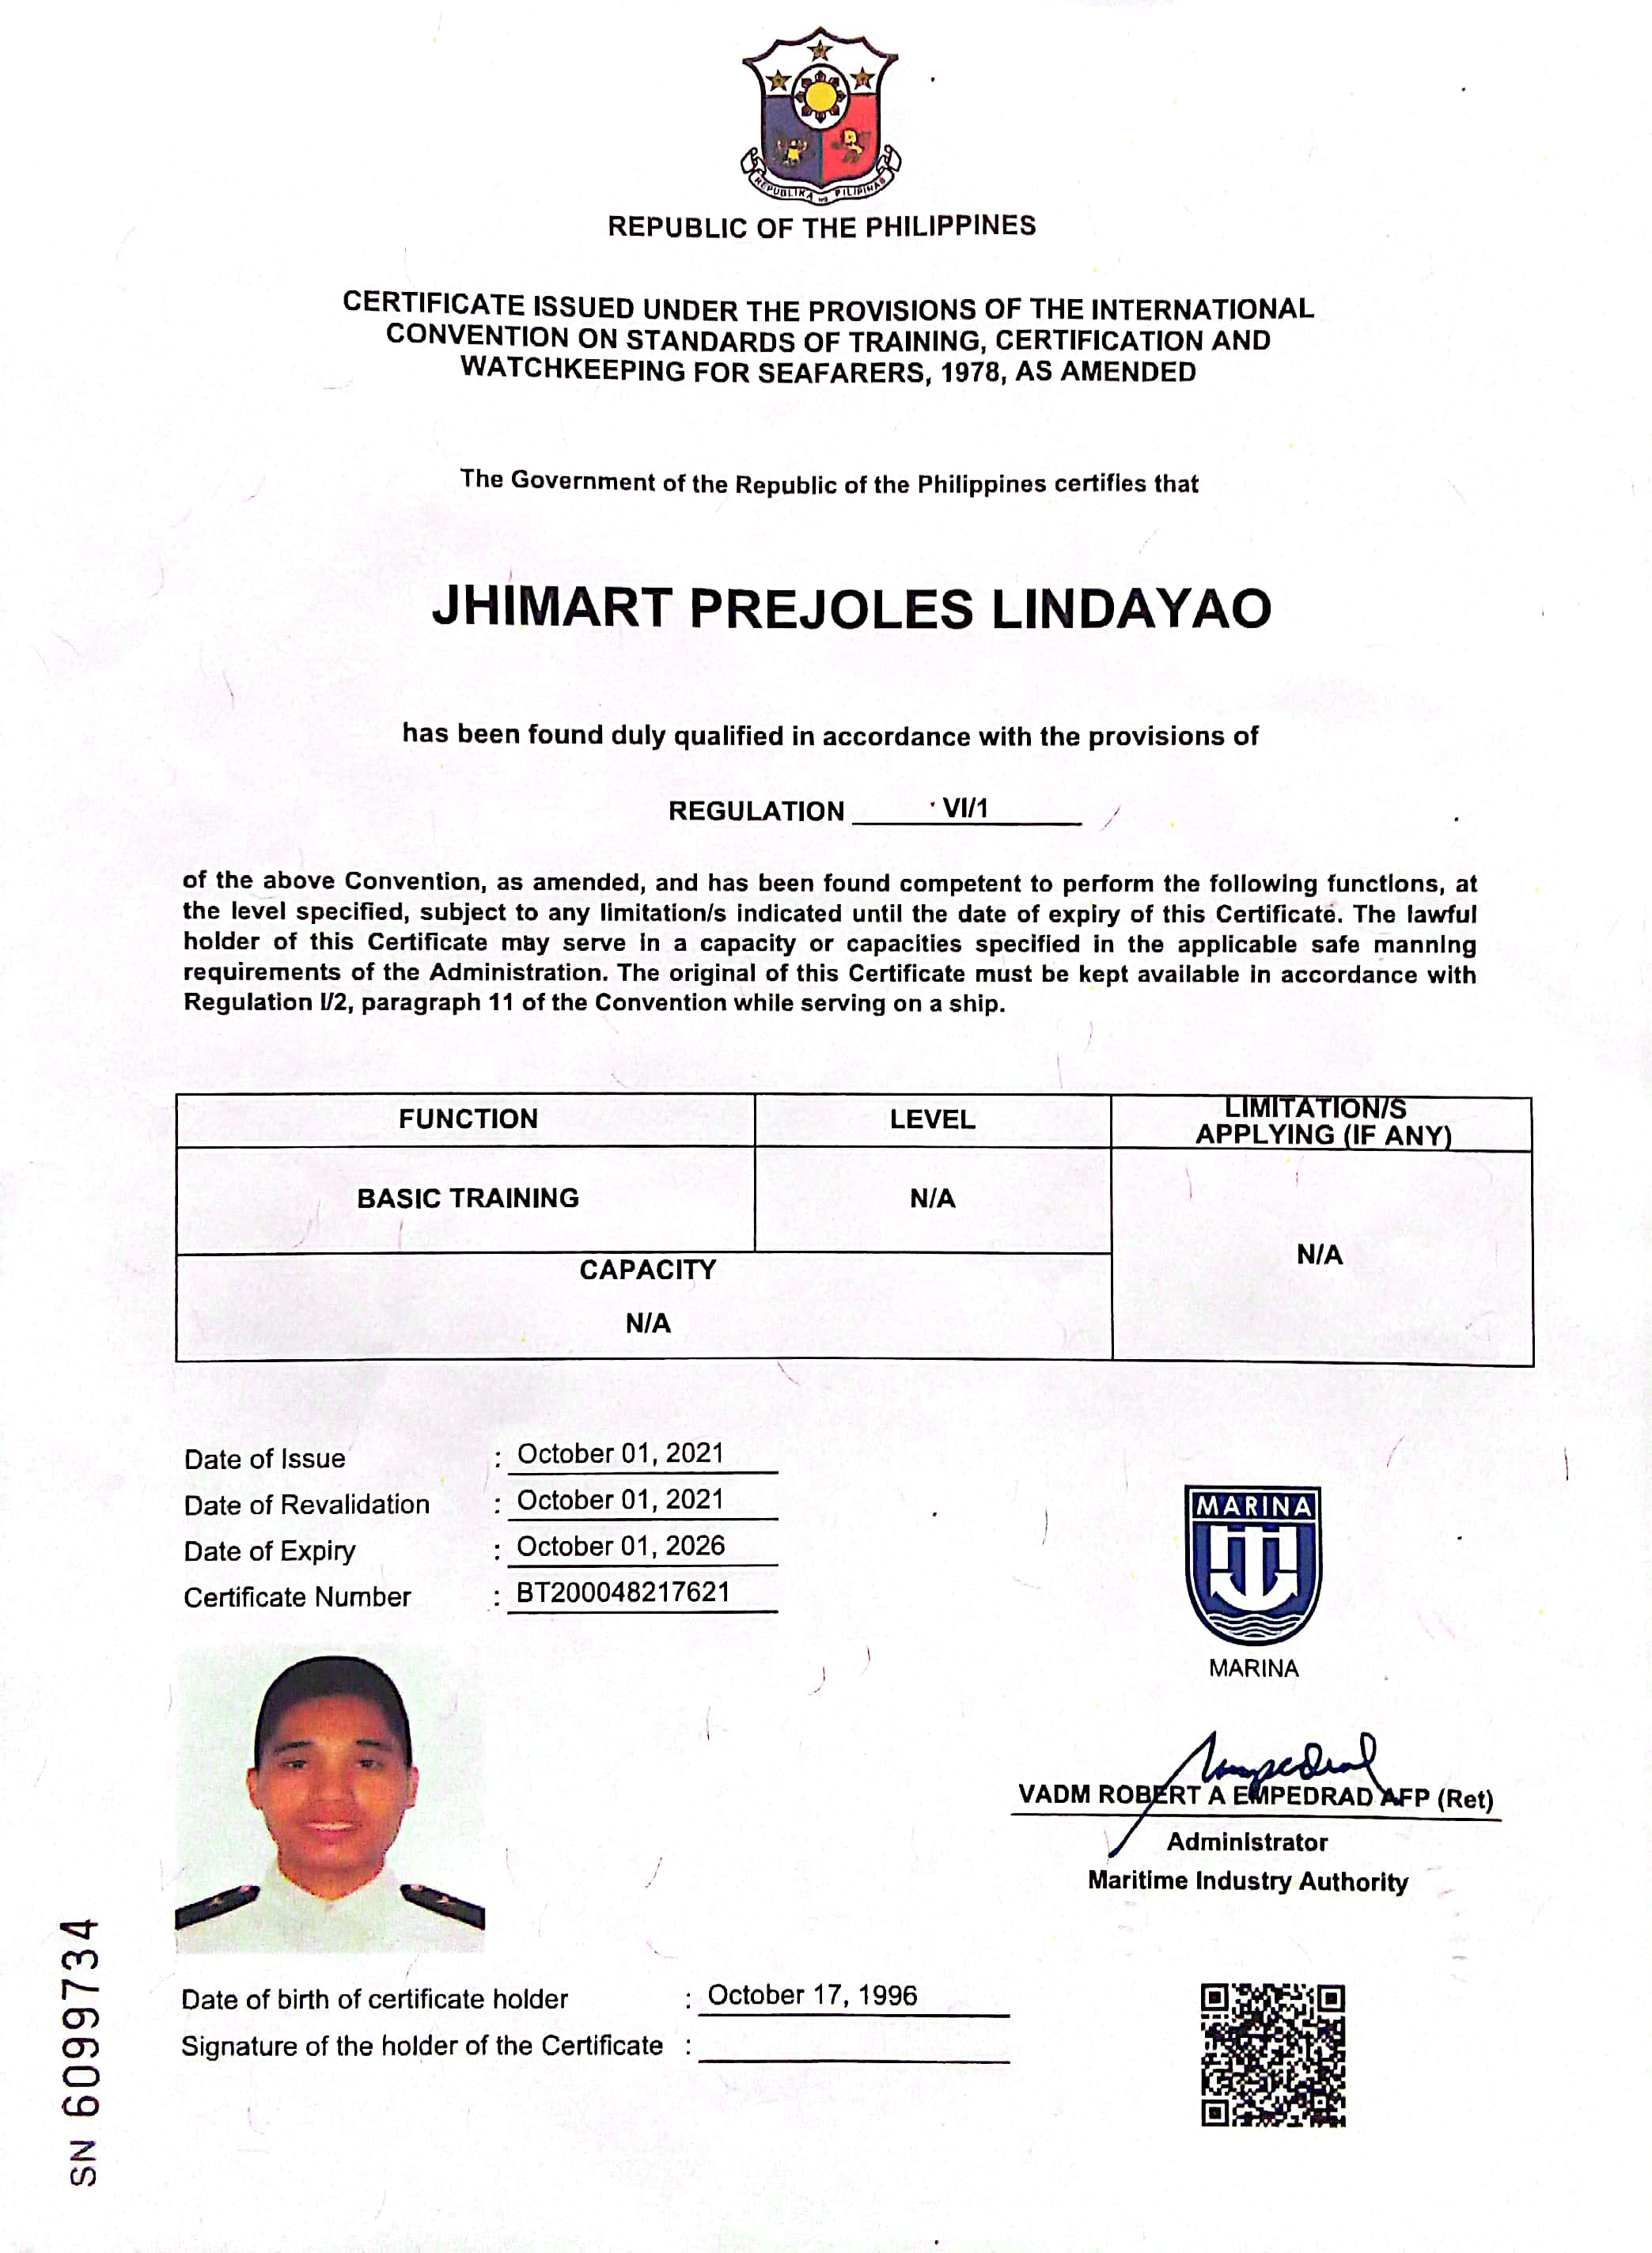 REPUBLIKA NG PILIPINAS
REPUBLIC OF THE PHILIPPINES
CERTIFICATE ISSUED UNDER THE PROVISIONS OF THE INTERNATIONAL
CONVENTION ON STANDARDS OF TRAINING, CERTIFICATION AND
WATCHKEEPING FOR SEAFARERS, 1978, AS AMENDED
The Government of the Republic of the Philippines certifies that
JHIMART PREJOLES LINDAYAO
has been found duly qualified in accordance with the provisions of
REGULATION VI/1
of the above Convention, as amended, and has been found competent to perform the following functions, at
the level specified, subject to any limitation/s indicated until the date of expiry of this Certificate. The lawful
holder of this Certificate may serve in a capacity or capacities specified in the applicable safe manning
requirements of the Administration. The original of this Certificate must be kept available in accordance with
Regulation I/2, paragraph 11 of the Convention while serving on a ship.
FUNCTION LEVEL LIMITATION/S
APPLYING (IF ANY)
BASIC TRAINING N/A
N/A
CAPACITY
N/A
Date of Issue : October 01, 2021
Date of Revalidation : October 01, 2021
Date of Expiry : October 01, 2026
Certificate Number : BT200048217621
MARINA
MARINA
VADM ROBERT A EMPEDRAD AFP (Ret)
Administrator
Maritime Industry Authority
Date of birth of certificate holder : October 17, 1996
Signature of the holder of the Certificate :
SN 6099734